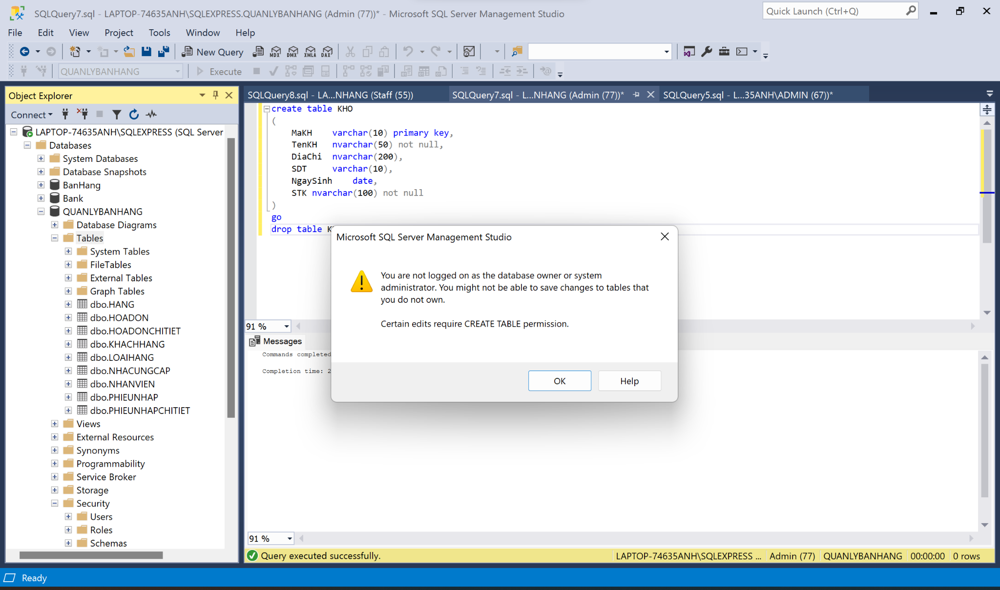 SQLQuery7.sql - LAPTOP-74635ANH\SQLEXPRESS.QUANLYBANHANG (Admin (77))* - Microsoft SQL Server Management Studio
Quick Launch (Ctrl+Q)
File Edit View Project Tools Window Help
New Query MDX DMX XMLA DAX
QUANLYBANHANG Execute
Object Explorer
Connect
LAPTOP-74635ANH\SQLEXPRESS (SQL Server
Databases
System Databases
Database Snapshots
BanHang
Bank
QUANLYBANHANG
Database Diagrams
Tables
System Tables
FileTables
External Tables
Graph Tables
dbo.HANG
dbo.HOADON
dbo.HOADONCHITIET
dbo.KHACHHANG
dbo.LOAIHANG
dbo.NHACUNGCAP
dbo.NHANVIEN
dbo.PHIEUNHAP
dbo.PHIEUNHAPCHITIET
Views
External Resources
Synonyms
Programmability
Service Broker
Storage
Security
Users
Roles
Schemas
SQLQuery8.sql - LA...NHANG (Staff (55)) SQLQuery7.sql - L...NHANG (Admin (77))* SQLQuery5.sql - L...35ANH\ADMIN (67))*
create table KHO
(
MaKH varchar(10) primary key,
TenKH nvarchar(50) not null,
DiaChi nvarchar(200),
SDT varchar(10),
NgaySinh date,
STK nvarchar(100) not null
)
go
drop table
Microsoft SQL Server Management Studio
You are not logged on as the database owner or system
administrator. You might not be able to save changes to tables that
you do not own.
Certain edits require CREATE TABLE permission.
OK Help
91 %
Messages
Commands completed
Completion time: 2
91 %
Query executed successfully. LAPTOP-74635ANH\SQLEXPRESS ... Admin (77) QUANLYBANHANG 00:00:00 0 rows
Ready